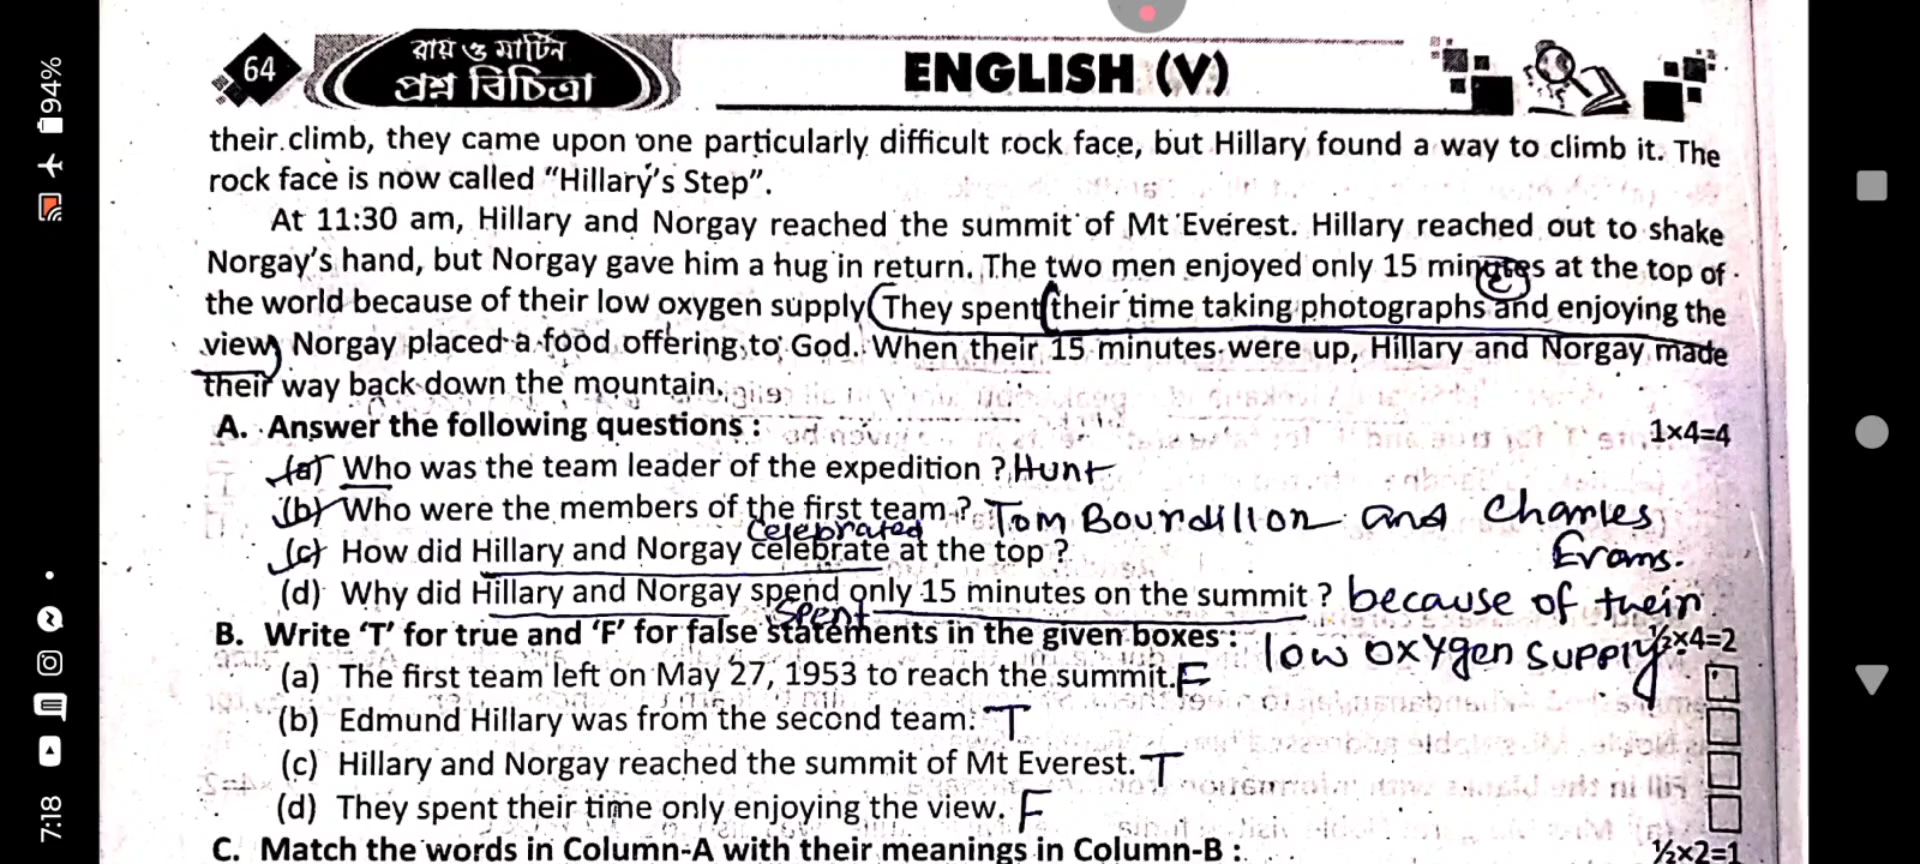 64
রায় ও মার্টিন
প্রশ্ন বিচিত্রা
ENGLISH (V)
their climb, they came upon one particularly difficult rock face, but Hillary found a way to climb it. The
rock face is now called “Hillary’s Step”.
At 11:30 am, Hillary and Norgay reached the summit of Mt Everest. Hillary reached out to shake
Norgay’s hand, but Norgay gave him a hug in return. The two men enjoyed only 15 minutes at the top of
the world because of their low oxygen supply. They spent their time taking photographs and enjoying the
view. Norgay placed a food offering to God. When their 15 minutes were up, Hillary and Norgay made
their way back down the mountain.
A. Answer the following questions : 1×4=4
(a) Who was the team leader of the expedition ? Hunt
(b) Who were the members of the first team ? Tom Bourdillon and Charles
Evans.
celebrated
(c) How did Hillary and Norgay celebrate at the top ?
(d) Why did Hillary and Norgay spend only 15 minutes on the summit ? because of their
spent
low oxygen supply
B. Write ‘T’ for true and ‘F’ for false statements in the given boxes : ½×4=2
(a) The first team left on May 27, 1953 to reach the summit. F
(b) Edmund Hillary was from the second team. T
(c) Hillary and Norgay reached the summit of Mt Everest. T
(d) They spent their time only enjoying the view. F
C. Match the words in Column-A with their meanings in Column-B : ½×2=1
94%
7:18